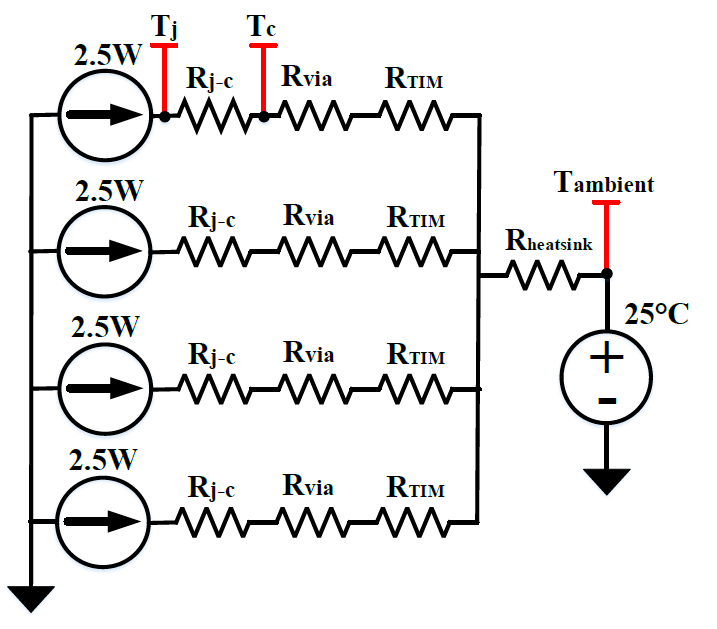 Tj Tc
2.5W
Rj-c Rvia RTIM
2.5W
Rj-c Rvia RTIM
Tambient
Rheatsink
25°C
+
-
2.5W
Rj-c Rvia RTIM
2.5W
Rj-c Rvia RTIM